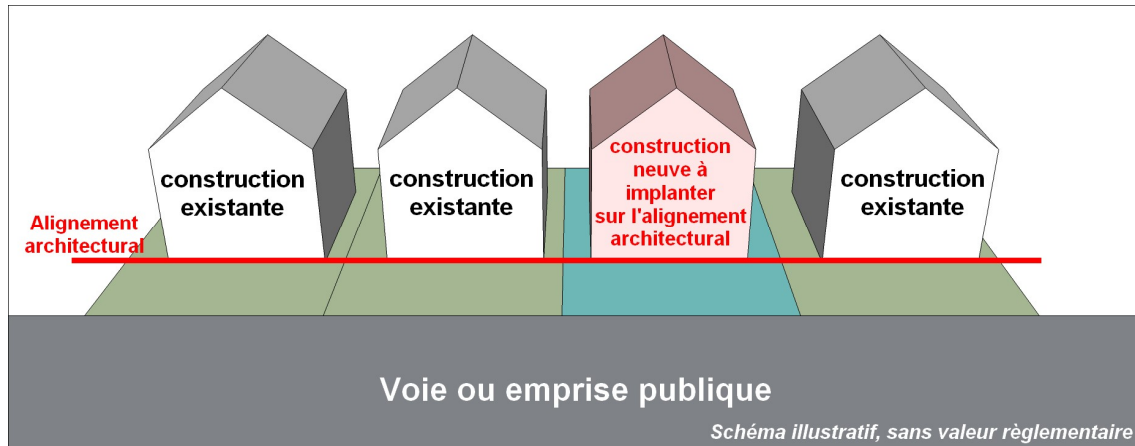 construction
existante
construction
existante
construction
neuve à
implanter
sur l'alignement
architectural
construction
existante
Alignement
architectural
Voie ou emprise publique
Schéma illustratif, sans valeur règlementaire